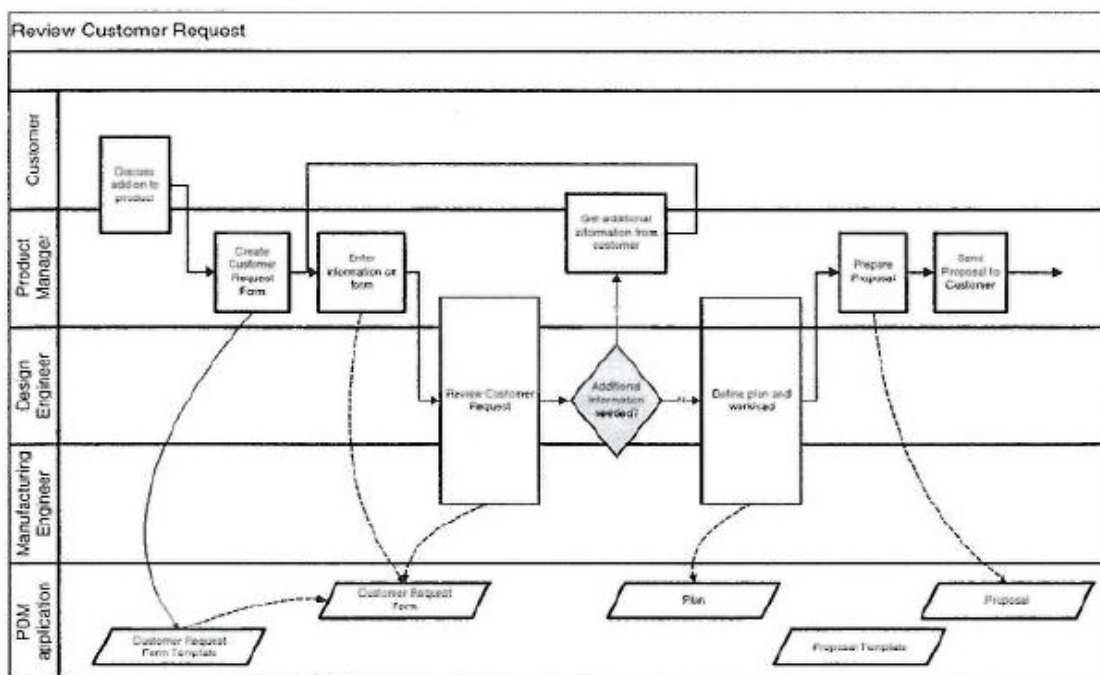 Review Customer Request
Customer
Discuss
add-on to
product
Get additional
information from
customer
Product
Manager
Create
Customer
Request
Form
Enter
information on
form
Prepare
Proposal
Send
Proposal to
Customer
Design
Engineer
Review Customer
Request
Additional
Information
needed?
N
Define plan and
workload
Manufacturing
Engineer
PDM
application
Customer Request
Form
Plan
Proposal
Customer Request
Form Template
Proposal Template